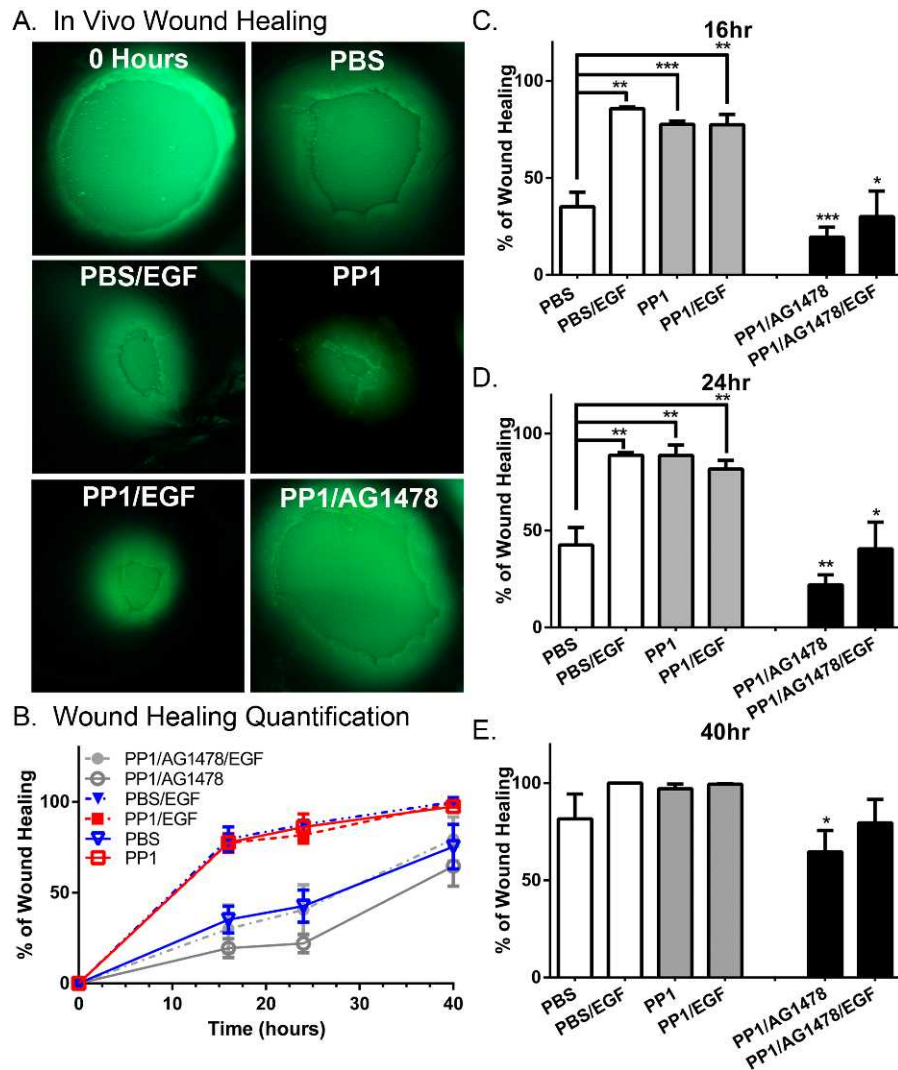 A. In Vivo Wound Healing
0 Hours
PBS
PBS/EGF
PP1
PP1/EGF
PP1/AG1478
B. Wound Healing Quantification
% of Wound Healing
100
50
0
PP1/AG1478/EGF
PP1/AG1478
PBS/EGF
PP1/EGF
PBS
PP1
0
10
20
30
40
Time (hours)
C.
16hr
% of Wound Healing
100
50
0
**
***
**
***
*
PBS
PBS/EGF
PP1
PP1/EGF
PP1/AG1478
PP1/AG1478/EGF
D.
24hr
% of Wound Healing
100
50
0
**
**
**
**
*
PBS
PBS/EGF
PP1
PP1/EGF
PP1/AG1478
PP1/AG1478/EGF
E.
40hr
% of Wound Healing
100
50
0
*
PBS
PBS/EGF
PP1
PP1/EGF
PP1/AG1478
PP1/AG1478/EGF